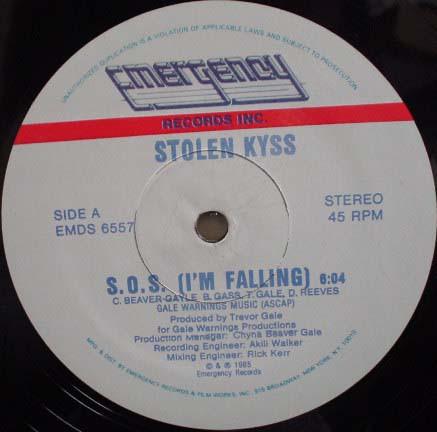 UNAUTHORIZED DUPLICATION IS A VIOLATION OF APPLICABLE LAWS AND SUBJECT TO PROSECUTION
Emergency
RECORDS INC.
STOLEN KYSS
SIDE A
EMDS 6557
STEREO
45 RPM
S.O.S. (I'M FALLING) 6:04
C. BEAVER-GAYLE, B. GASS, T. GALE, D. REEVES
GALE WARNINGS MUSIC (ASCAP)
Produced by Trevor Gale
for Gale Warnings Productions
Production Manager: Chyna Beaver Gale
Recording Engineer: Akili Walker
Mixing Engineer: Rick Kerr
© & ℗ 1985
Emergency Records
MFG. & DIST. BY EMERGENCY RECORDS & FILM WORKS, INC. 915 BROADWAY, NEW YORK, N.Y. 10010